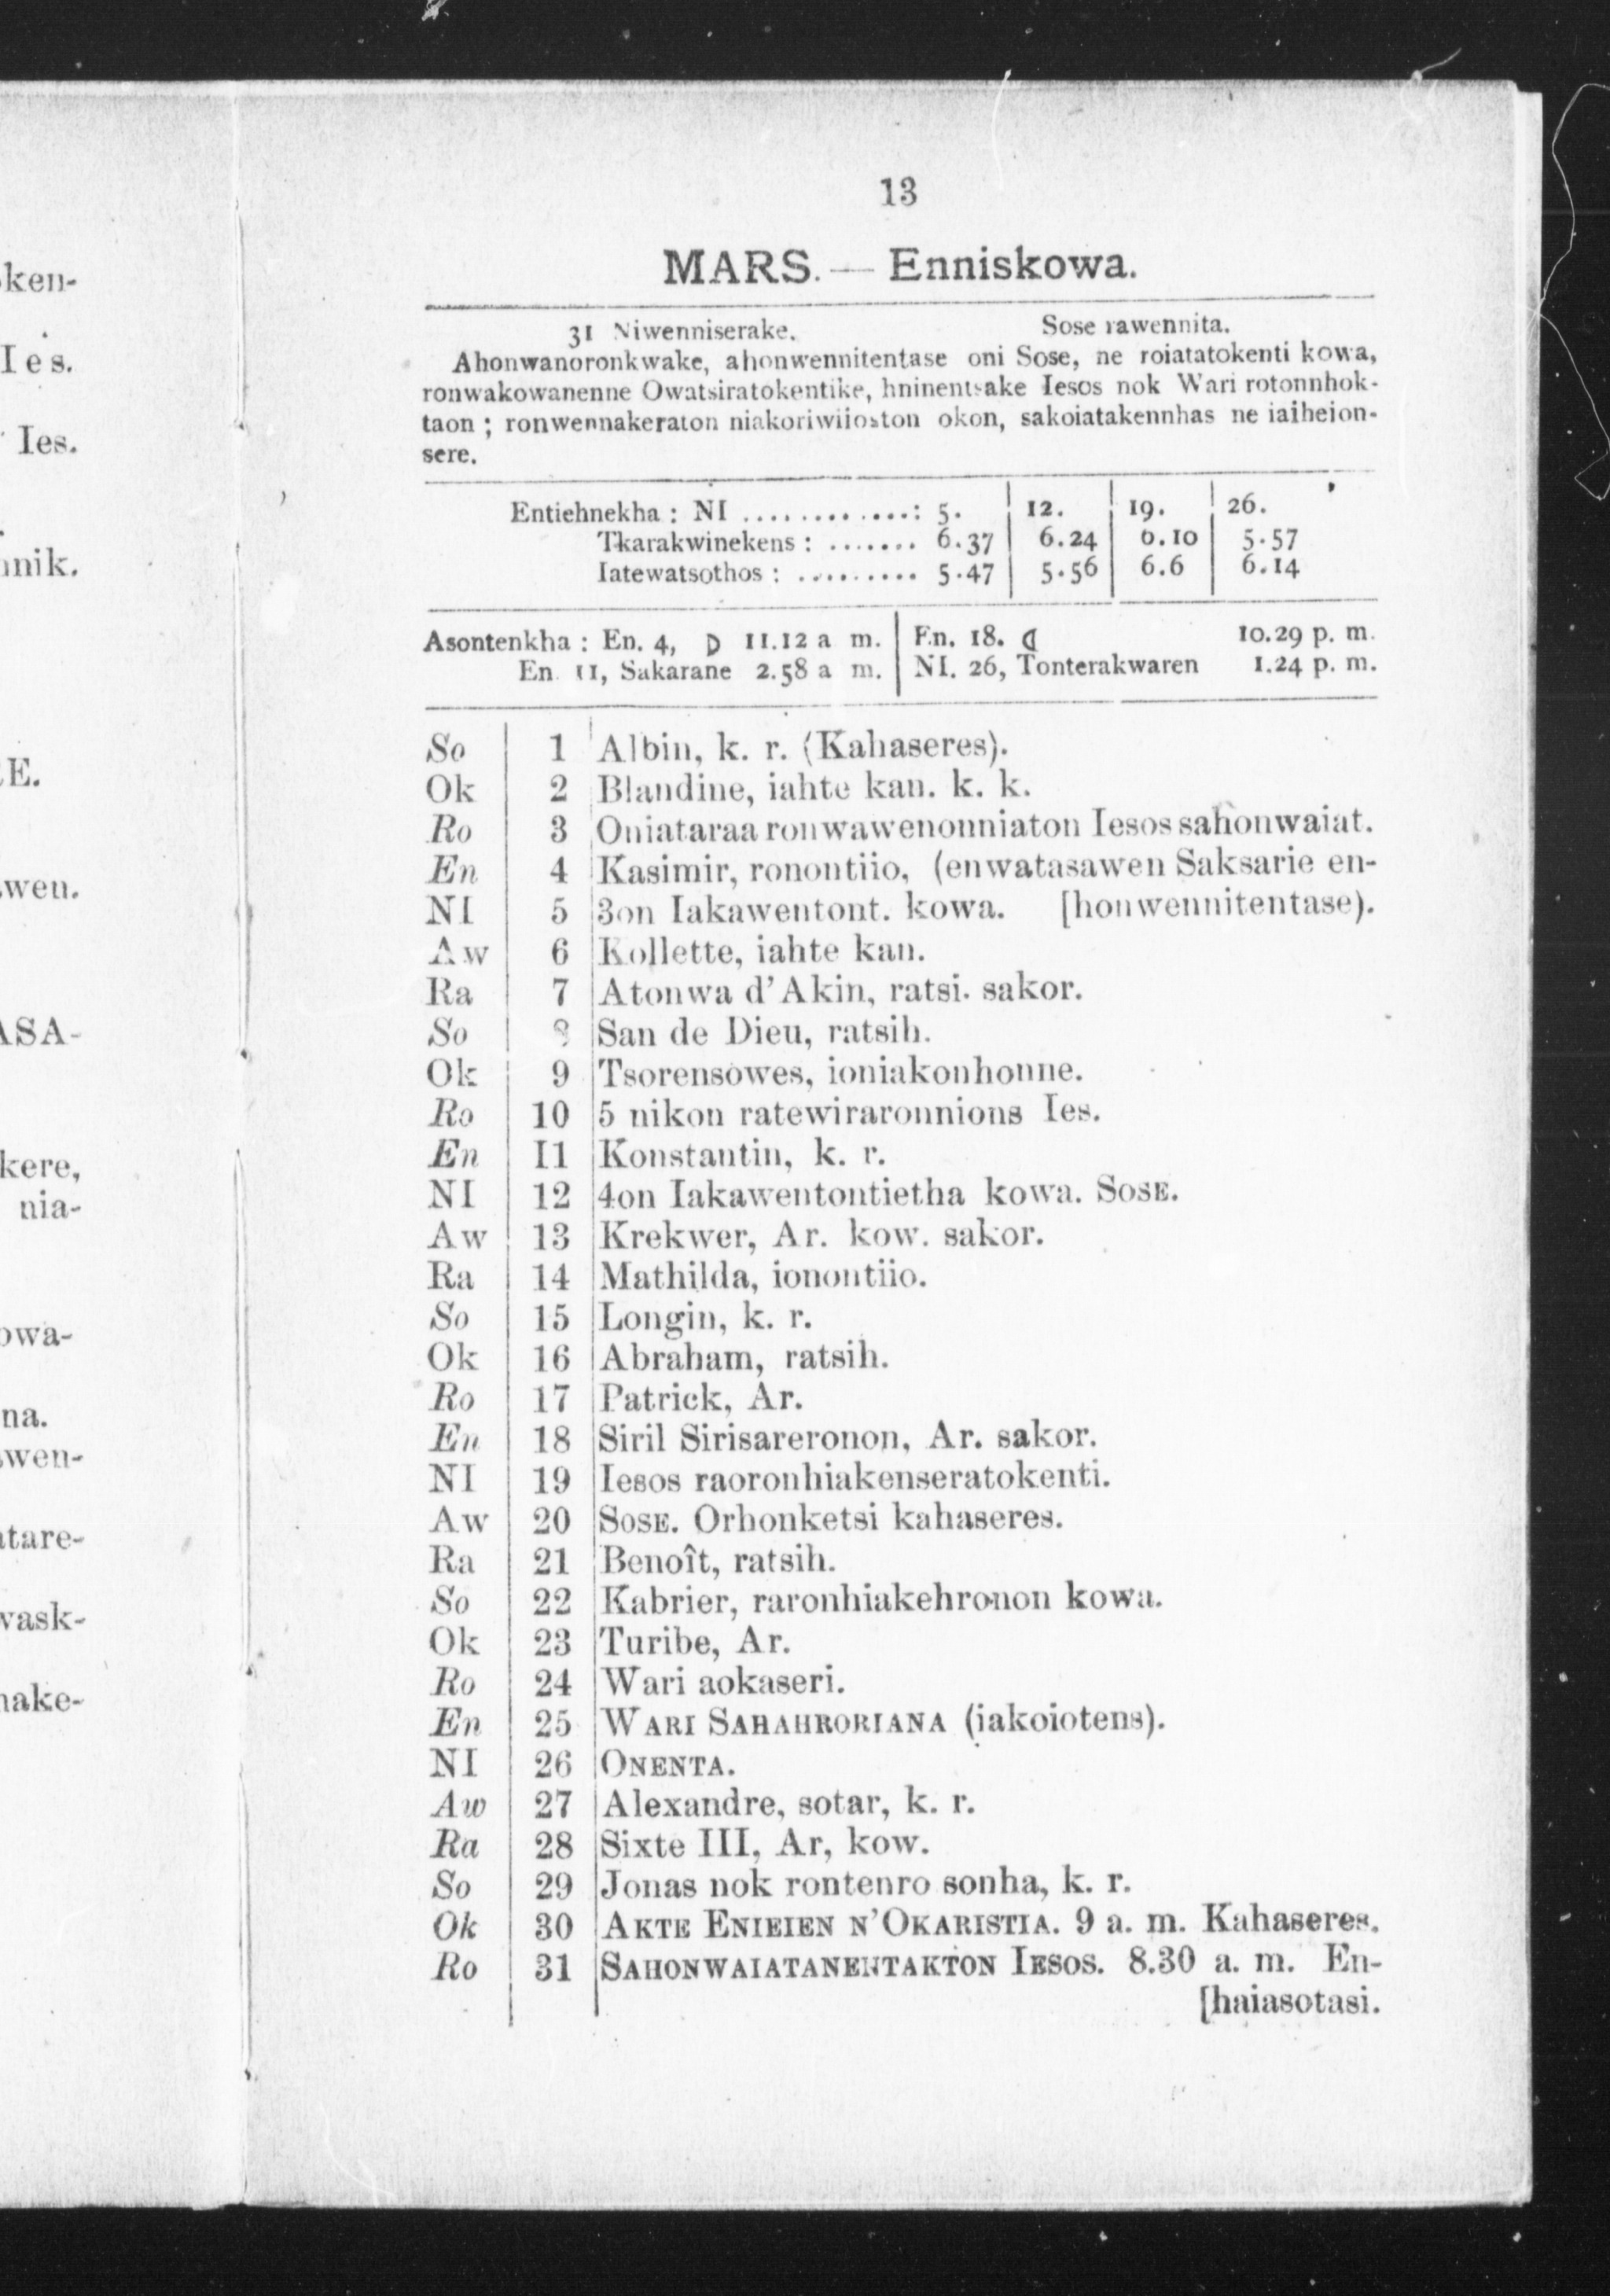 13
MARS. — Enniskowa.
31 Niwenniserake. Sose rawennita.
Ahonwanoronkwake, ahonwennitentase oni Sose, ne roiatatokenti kowa,
ronwakowanenne Owatsiratokentike, hninentsake Iesos nok Wari rotonnhok-
taon ; ronwennakeraton niakoriwiioston okon, sakoiatakennhas ne iaiheion-
sere.
Entiehnekha : NI .............: 5. 12. 19. 26.
Tkarakwinekens : ....... 6.37 6.24 6.10 5.57
Iatewatsothos : ......... 5.47 5.56 6.6 6.14
Asontenkha : En. 4, ☽ 11.12 a m. En. 18. ☾ 10.29 p. m.
En. 11, Sakarane 2.58 a m. NI. 26, Tonterakwaren 1.24 p. m.
So 1 Albin, k. r. (Kahaseres).
Ok 2 Blandine, iahte kan. k. k.
Ro 3 Oniataraa ronwawenonniaton Iesos sahonwaiat.
En 4 Kasimir, ronontiio, (enwatasawen Saksarie en-
NI 5 3on Iakawentont. kowa. [honwennitentase).
Aw 6 Kollette, iahte kan.
Ra 7 Atonwa d'Akin, ratsi. sakor.
So 8 San de Dieu, ratsih.
Ok 9 Tsorensowes, ioniakonhonne.
Ro 10 5 nikon ratewiraronnions Ies.
En 11 Konstantin, k. r.
NI 12 4on Iakawentontietha kowa. SOSE.
Aw 13 Krekwer, Ar. kow. sakor.
Ra 14 Mathilda, ionontiio.
So 15 Longin, k. r.
Ok 16 Abraham, ratsih.
Ro 17 Patrick, Ar.
En 18 Siril Sirisareronon, Ar. sakor.
NI 19 Iesos raoronhiakenseratokenti.
Aw 20 SOSE. Orhonketsi kahaseres.
Ra 21 Benoît, ratsih.
So 22 Kabrier, raronhiakehronon kowa.
Ok 23 Turibe, Ar.
Ro 24 Wari aokaseri.
En 25 WARI SAHAHRORIANA (iakoiotens).
NI 26 ONENTA.
Aw 27 Alexandre, sotar, k. r.
Ra 28 Sixte III, Ar, kow.
So 29 Jonas nok rontenro sonha, k. r.
Ok 30 AKTE ENIEIEN N'OKARISTIA. 9 a. m. Kahaseres.
Ro 31 SAHONWAIATANENTAKTON IESOS. 8.30 a. m. En-
[haiasotasi.